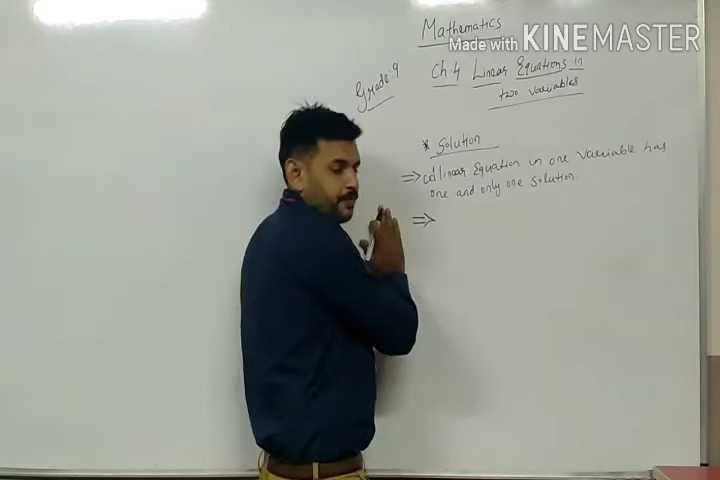 Mathematics
Made with KINEMASTER
Grade: 9
Ch. 4 Linear Equations in
two variables
* Solution
⇒ a linear Equation in one variable has
one and only one solution.
⇒